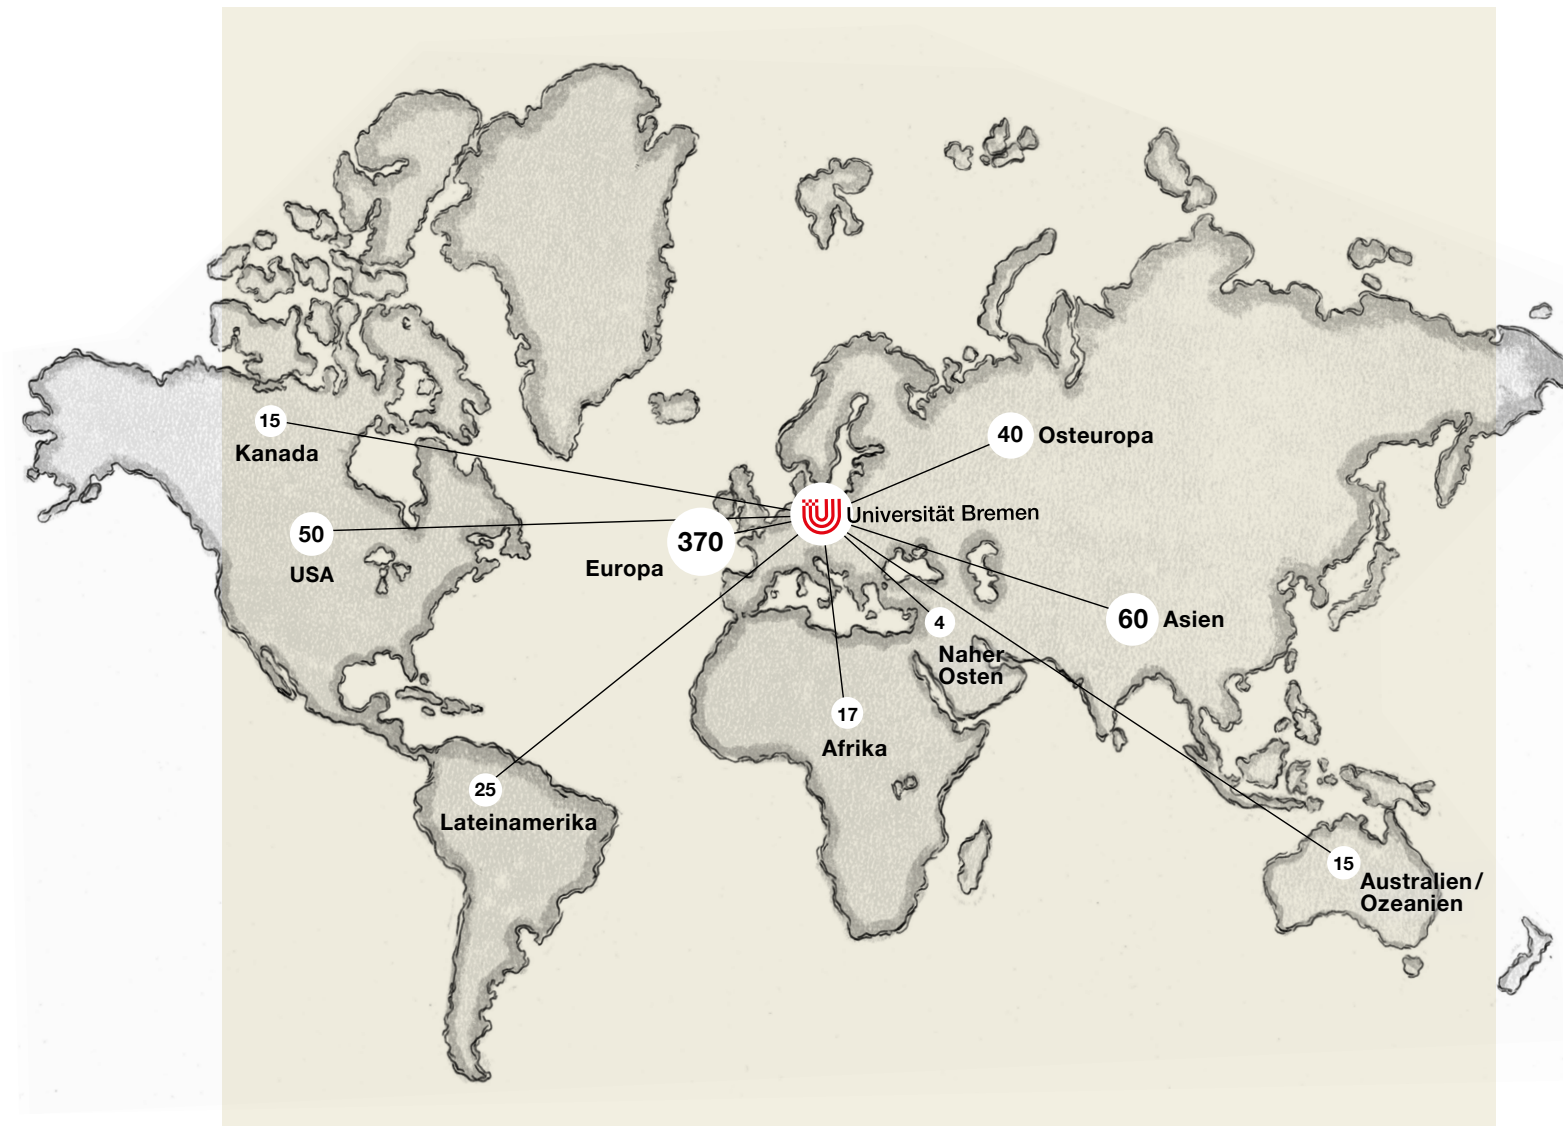 15
Kanada
40 Osteuropa
Universität Bremen
50
USA
370
Europa
60 Asien
4
Naher
Osten
17
Afrika
25
Lateinamerika
15
Australien/
Ozeanien